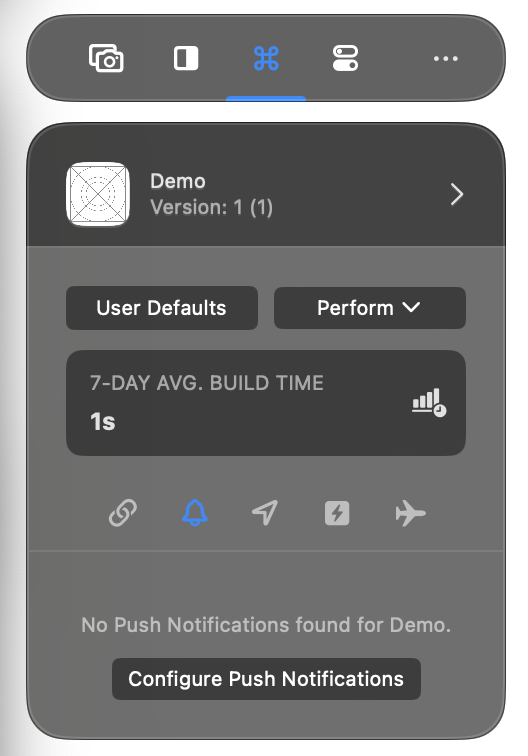 Demo
Version: 1 (1)
User Defaults
Perform
7-DAY AVG. BUILD TIME
1s
No Push Notifications found for Demo.
Configure Push Notifications